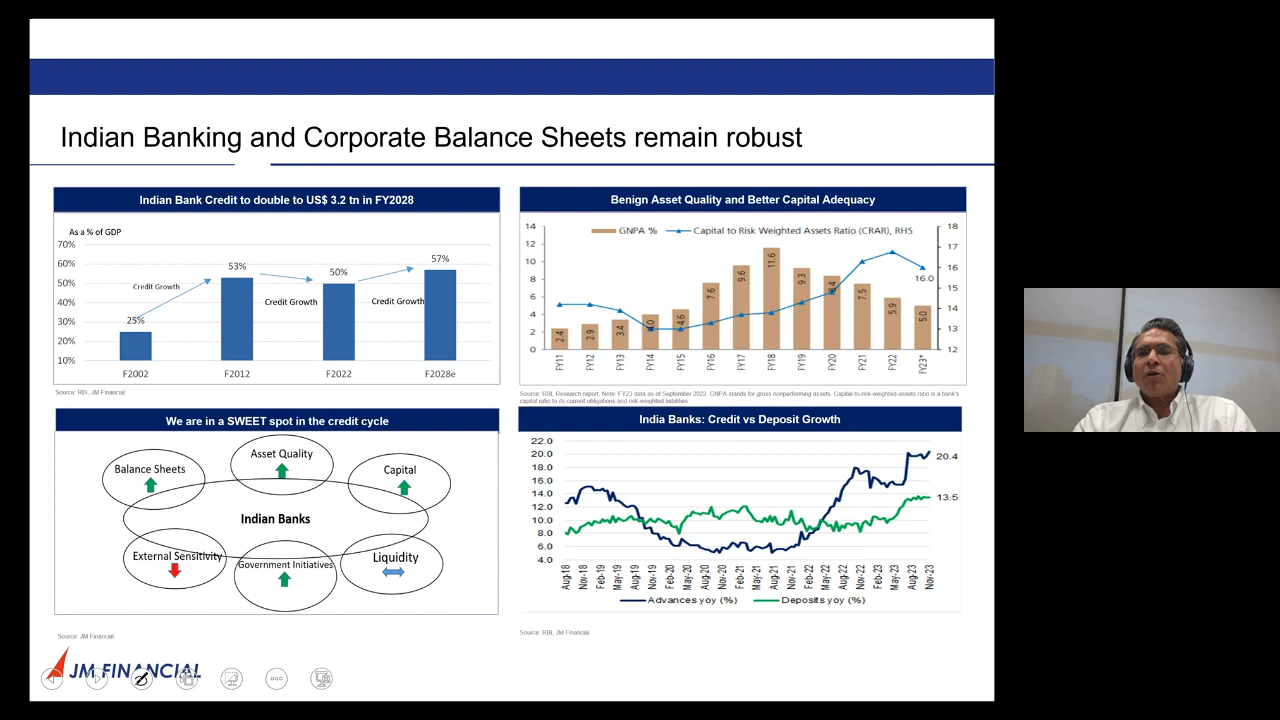 Indian Banking and Corporate Balance Sheets remain robust
Indian Bank Credit to double to US$ 3.2 tn in FY2028
As a % of GDP
70%
60%
50%
40%
30%
20%
10%
25%
53%
50%
57%
Credit Growth
Credit Growth
Credit Growth
F2002
F2012
F2022
F2028e
Source: RBI, JM Financial
Benign Asset Quality and Better Capital Adequacy
GNPA %
Capital to Risk Weighted Assets Ratio (CRAR), RHS
14
12
10
8
6
4
2
0
18
17
16
15
14
13
12
2.4
2.9
3.4
4.0
4.6
7.6
9.6
11.6
9.3
8.4
7.5
5.9
5.0
16.0
FY11
FY12
FY13
FY14
FY15
FY16
FY17
FY18
FY19
FY20
FY21
FY22
FY23*
Source: RBI, Research report. Note: FY23 data as of September 2022. GNPA stands for gross nonperforming assets. Capital-to-risk-weighted-assets ratio is a bank's
capital ratio to its current obligations and risk-weighted liabilities
We are in a SWEET spot in the credit cycle
Balance Sheets
Asset Quality
Capital
Indian Banks
External Sensitivity
Government Initiatives
Liquidity
Source: JM Financial
India Banks: Credit vs Deposit Growth
22.0
20.0
18.0
16.0
14.0
12.0
10.0
8.0
6.0
4.0
20.4
13.5
Aug-18
Nov-18
Feb-19
May-19
Aug-19
Nov-19
Feb-20
May-20
Aug-20
Nov-20
Feb-21
May-21
Aug-21
Nov-21
Feb-22
May-22
Aug-22
Nov-22
Feb-23
May-23
Aug-23
Nov-23
Advances yoy (%)
Deposits yoy (%)
Source: RBI, JM Financial
JM FINANCIAL